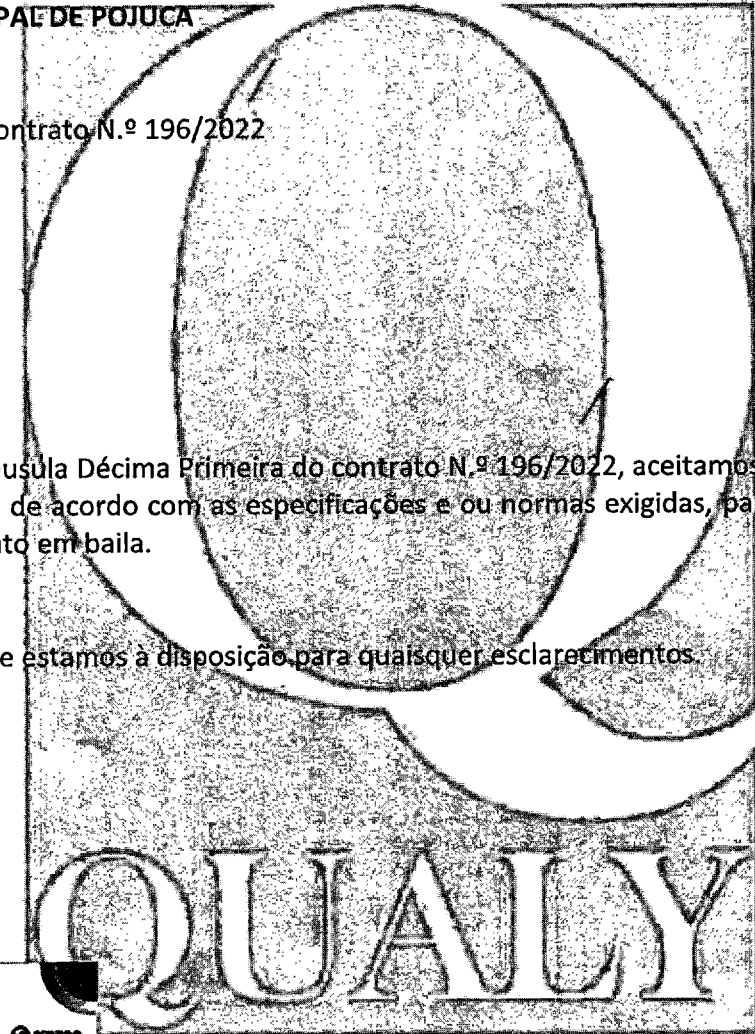 PAL DE POJUCA
ontrato N.º 196/2022
usula Décima Primeira do contrato N.º 196/2022, aceitamos
de acordo com as especificações e ou normas exigidas, pa
to em baila.
e estamos à disposição para quaisquer esclarecimentos.
Q
QUALY